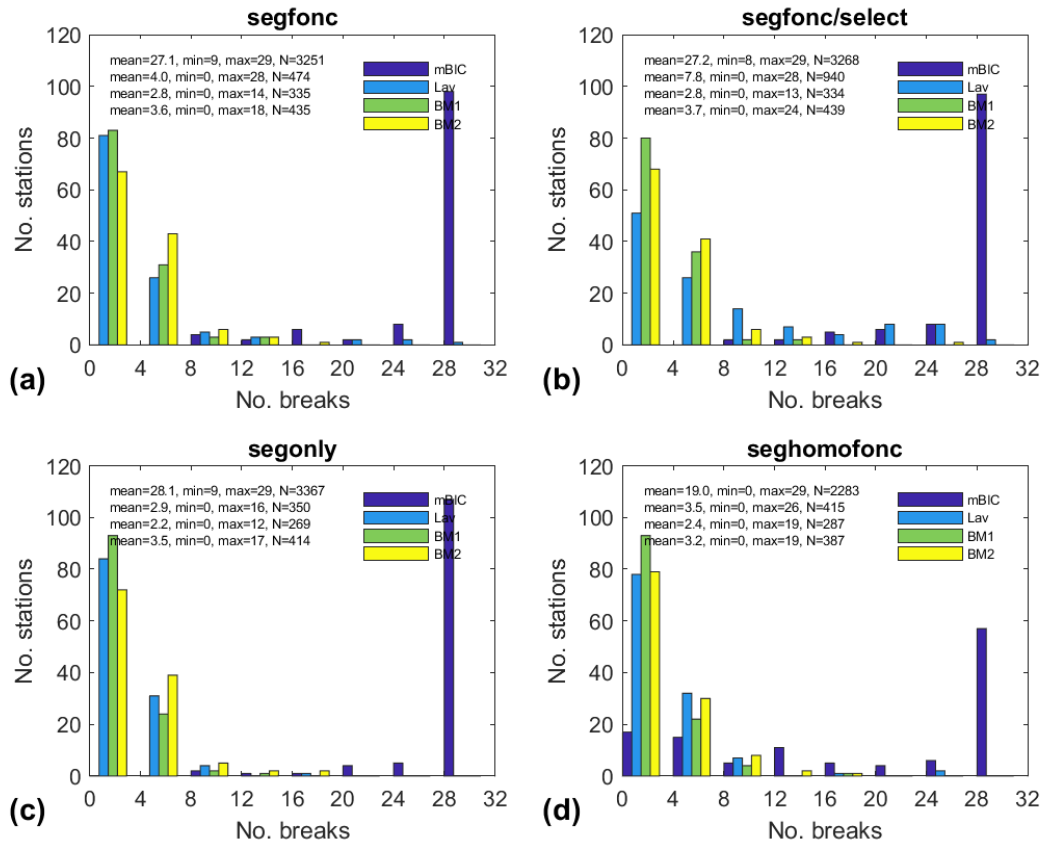 segfonc
120
100
80
60
40
20
0
No. stations
mean=27.1, min=9, max=29, N=3251
mean=4.0, min=0, max=28, N=474
mean=2.8, min=0, max=14, N=335
mean=3.6, min=0, max=18, N=435
mBIC
Lav
BM1
BM2
0 4 8 12 16 20 24 28 32
No. breaks
(a)
segfonc/select
120
100
80
60
40
20
0
No. stations
mean=27.2, min=8, max=29, N=3268
mean=7.8, min=0, max=28, N=940
mean=2.8, min=0, max=13, N=334
mean=3.7, min=0, max=24, N=439
mBIC
Lav
BM1
BM2
0 4 8 12 16 20 24 28 32
No. breaks
(b)
segonly
120
100
80
60
40
20
0
No. stations
mean=28.1, min=9, max=29, N=3367
mean=2.9, min=0, max=16, N=350
mean=2.2, min=0, max=12, N=269
mean=3.5, min=0, max=17, N=414
mBIC
Lav
BM1
BM2
0 4 8 12 16 20 24 28 32
No. breaks
(c)
seghomofonc
120
100
80
60
40
20
0
No. stations
mean=19.0, min=0, max=29, N=2283
mean=3.5, min=0, max=26, N=415
mean=2.4, min=0, max=19, N=287
mean=3.2, min=0, max=19, N=387
mBIC
Lav
BM1
BM2
0 4 8 12 16 20 24 28 32
No. breaks
(d)